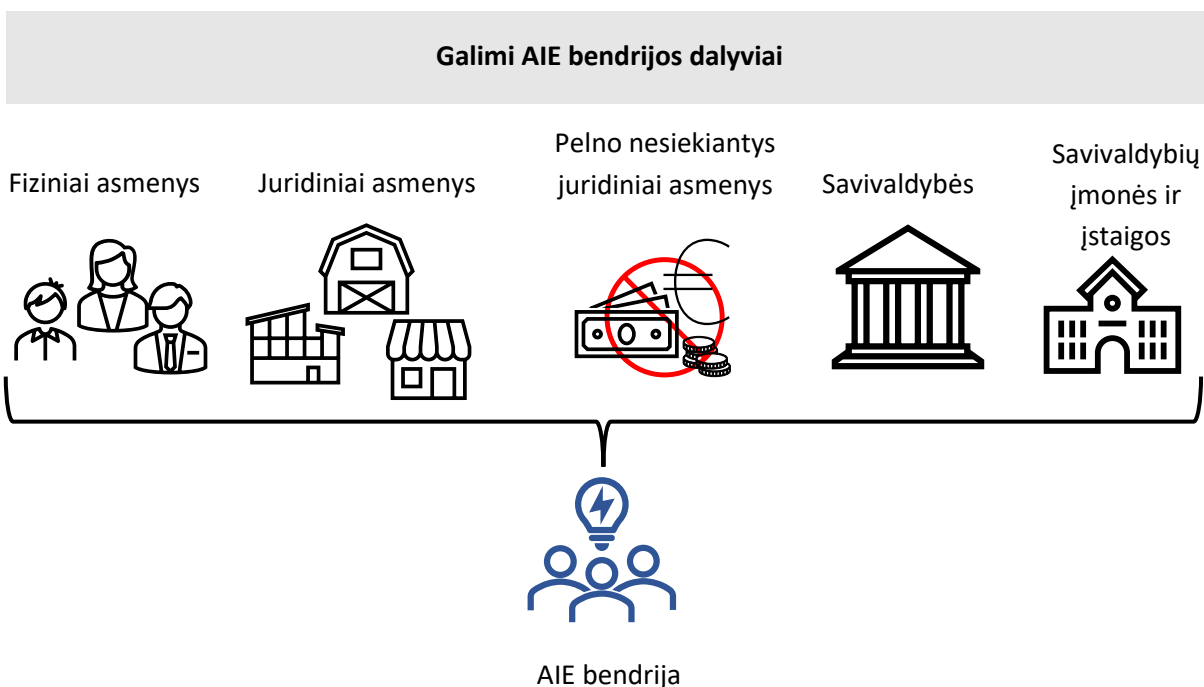 Galimi AIE bendrijos dalyviai
Fiziniai asmenys
Juridiniai asmenys
Pelno nesiekiantys
juridiniai asmenys
Savivaldybės
Savivaldybių
įmonės ir
įstaigos
AIE bendrija